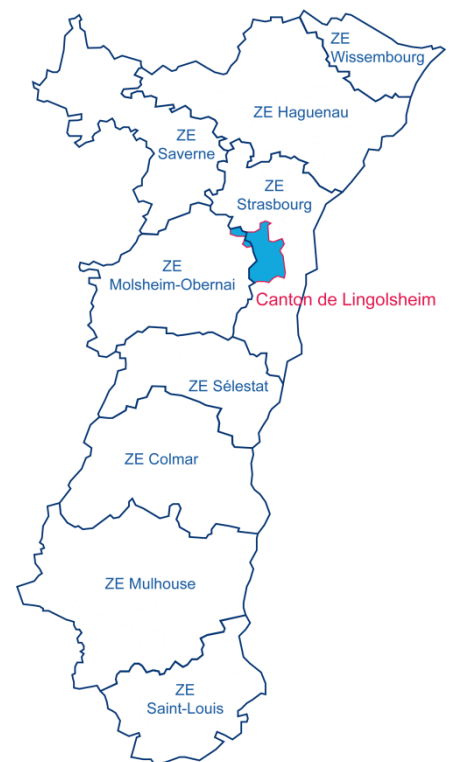 ZE
Wissembourg
ZE Haguenau
ZE
Saverne
ZE
Strasbourg
ZE
Molsheim-Obernai
Canton de Lingolsheim
ZE Sélestat
ZE Colmar
ZE Mulhouse
ZE
Saint-Louis